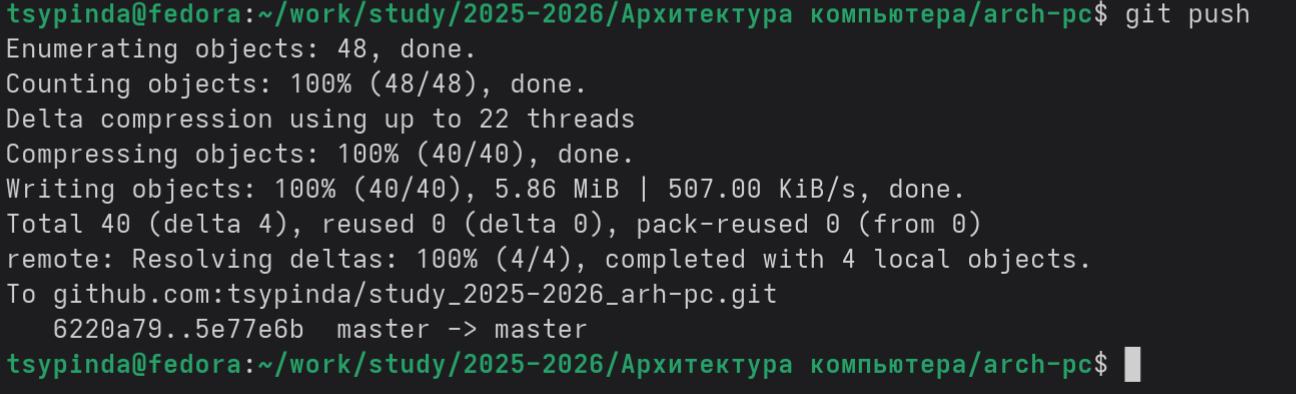 tsypinda@fedora:~/work/study/2025-2026/Архитектура компьютера/arch-pc$ git push
Enumerating objects: 48, done.
Counting objects: 100% (48/48), done.
Delta compression using up to 22 threads
Compressing objects: 100% (40/40), done.
Writing objects: 100% (40/40), 5.86 MiB | 507.00 KiB/s, done.
Total 40 (delta 4), reused 0 (delta 0), pack-reused 0 (from 0)
remote: Resolving deltas: 100% (4/4), completed with 4 local objects.
To github.com:tsypinda/study_2025-2026_arh-pc.git
   6220a79..5e77e6b  master -> master
tsypinda@fedora:~/work/study/2025-2026/Архитектура компьютера/arch-pc$